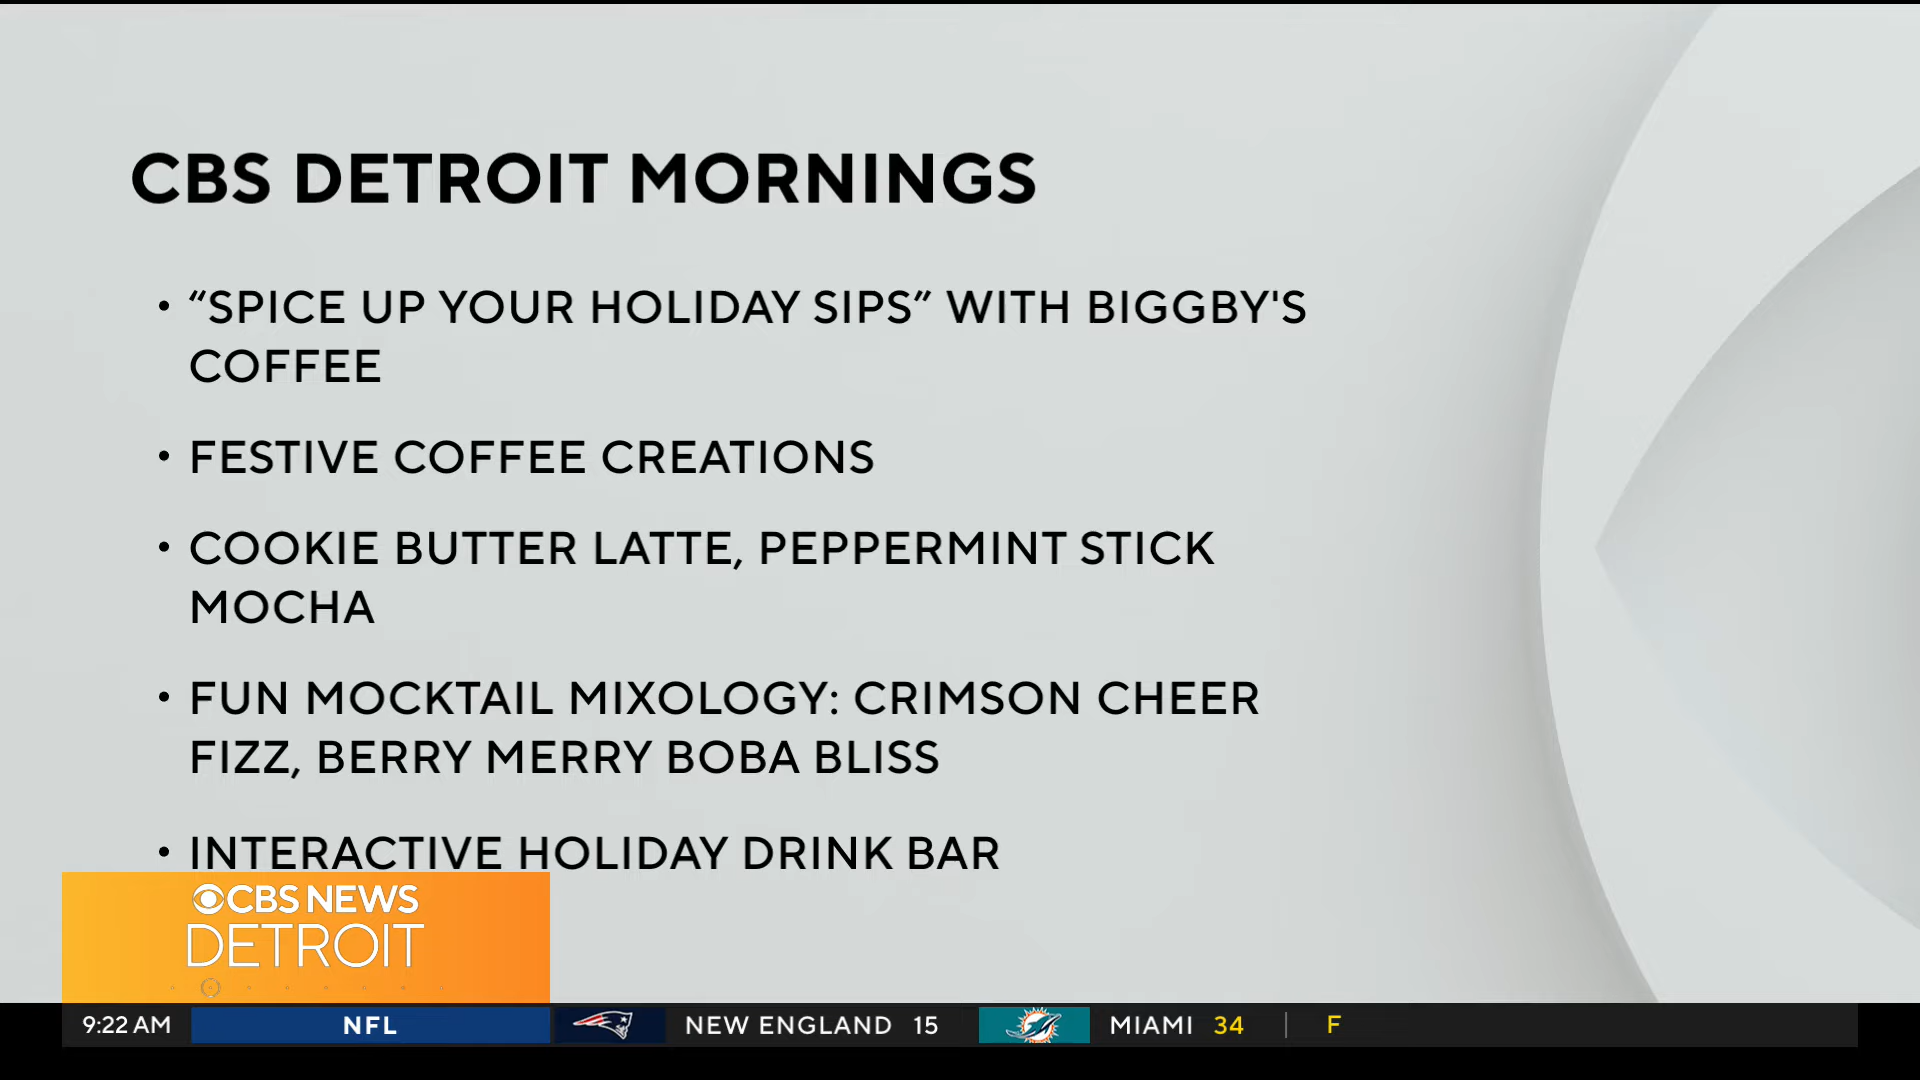 CBS DETROIT MORNINGS
• “SPICE UP YOUR HOLIDAY SIPS” WITH BIGGBY'S
COFFEE
• FESTIVE COFFEE CREATIONS
• COOKIE BUTTER LATTE, PEPPERMINT STICK
MOCHA
• FUN MOCKTAIL MIXOLOGY: CRIMSON CHEER
FIZZ, BERRY MERRY BOBA BLISS
• INTERACTIVE HOLIDAY DRINK BAR
CBS NEWS
DETROIT
9:22 AM NFL NEW ENGLAND 15 MIAMI 34 | F